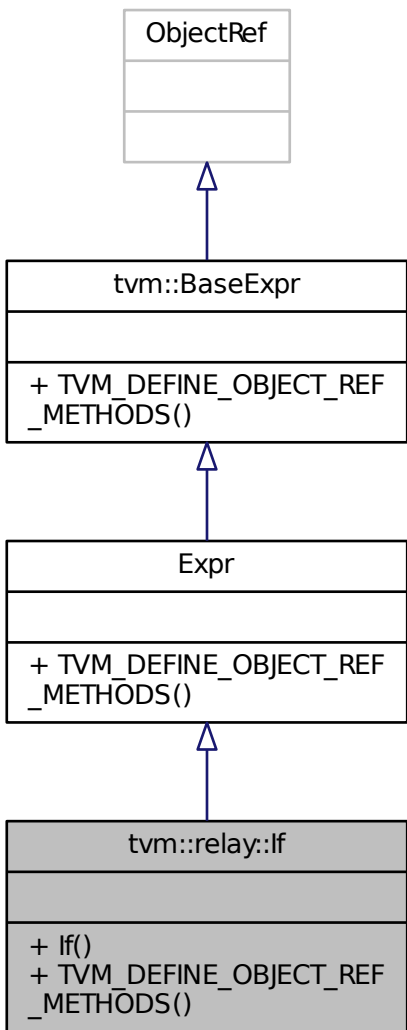 ObjectRef
tvm::BaseExpr
+ TVM_DEFINE_OBJECT_REF
_METHODS()
Expr
+ TVM_DEFINE_OBJECT_REF
_METHODS()
tvm::relay::If
+ If()
+ TVM_DEFINE_OBJECT_REF
_METHODS()